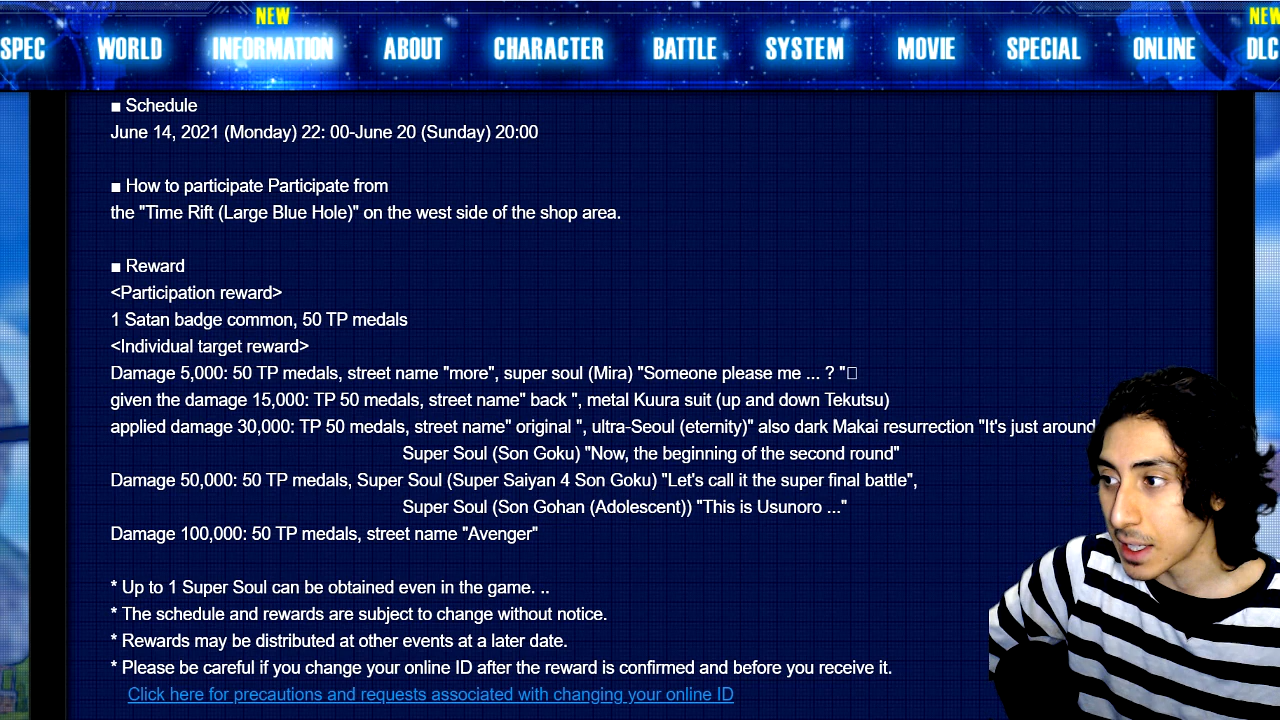 NEW
NEW
SPEC WORLD INFORMATION ABOUT CHARACTER BATTLE SYSTEM MOVIE SPECIAL ONLINE DLC
■ Schedule
June 14, 2021 (Monday) 22: 00-June 20 (Sunday) 20:00
■ How to participate Participate from
the "Time Rift (Large Blue Hole)" on the west side of the shop area.
■ Reward
<Participation reward>
1 Satan badge common, 50 TP medals
<Individual target reward>
Damage 5,000: 50 TP medals, street name "more", super soul (Mira) "Someone please me ... ? "□
given the damage 15,000: TP 50 medals, street name" back ", metal Kuura suit (up and down Tekutsu)
applied damage 30,000: TP 50 medals, street name" original ", ultra-Seoul (eternity)" also dark Makai resurrection "It's just around
Super Soul (Son Goku) "Now, the beginning of the second round"
Damage 50,000: 50 TP medals, Super Soul (Super Saiyan 4 Son Goku) "Let's call it the super final battle",
Super Soul (Son Gohan (Adolescent)) "This is Usunoro ..."
Damage 100,000: 50 TP medals, street name "Avenger"
* Up to 1 Super Soul can be obtained even in the game. ..
* The schedule and rewards are subject to change without notice.
* Rewards may be distributed at other events at a later date.
* Please be careful if you change your online ID after the reward is confirmed and before you receive it.
Click here for precautions and requests associated with changing your online ID